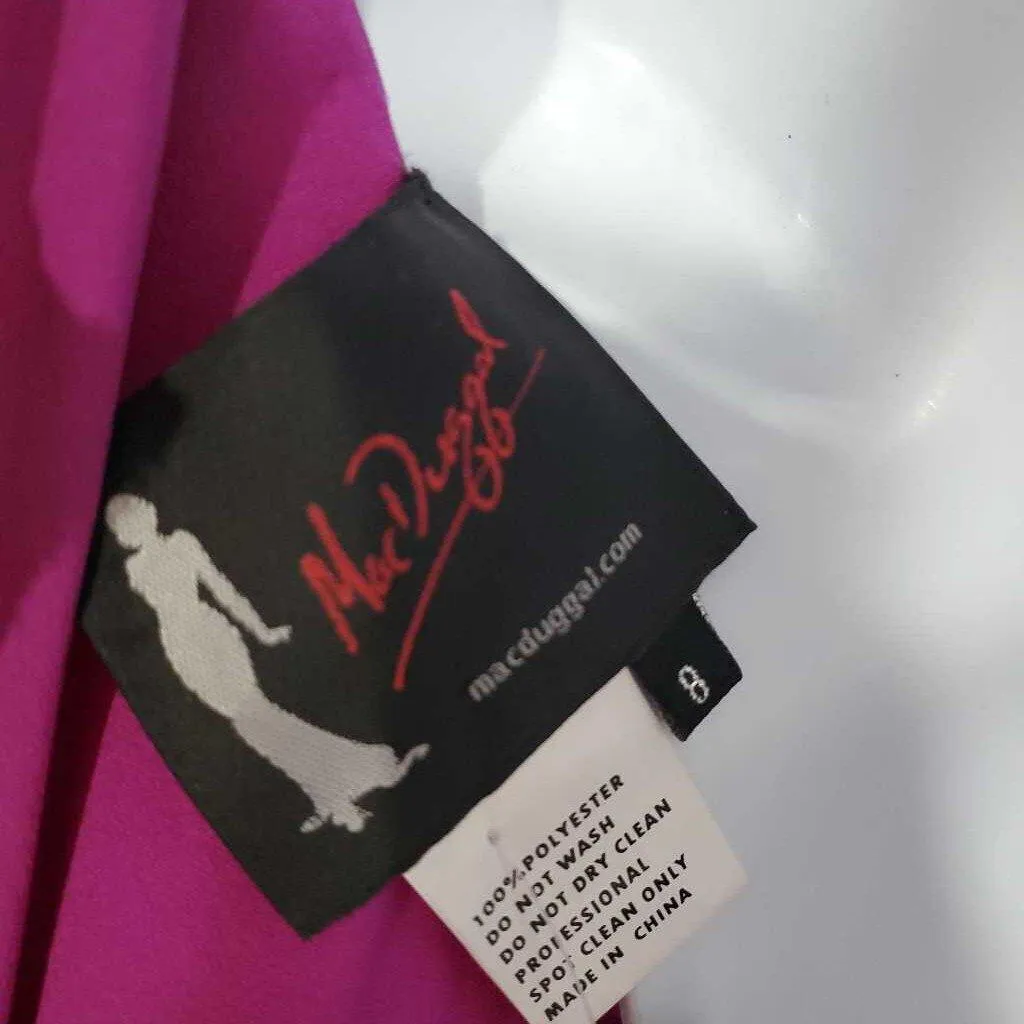 Mac Duggal
macduggal.com
8
100% POLYESTER
DO NOT WASH
DO NOT DRY CLEAN
PROFESSIONAL
SPOT CLEAN ONLY
MADE IN CHINA